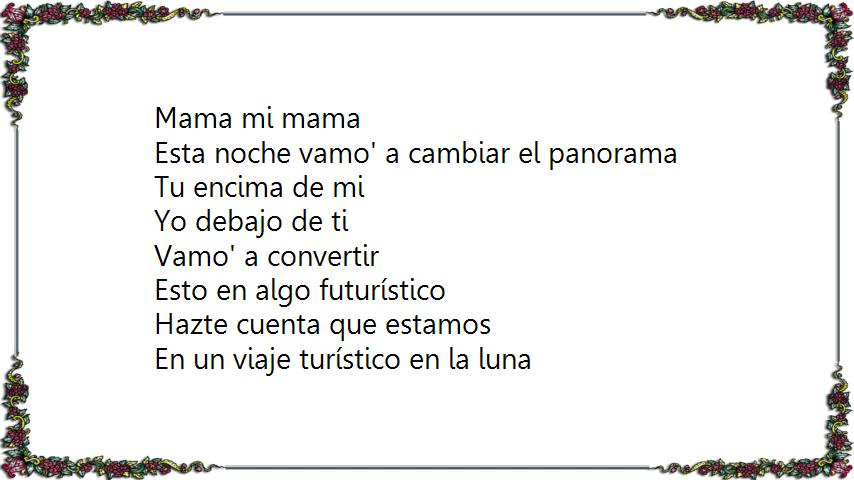 Mama mi mama
Esta noche vamo' a cambiar el panorama
Tu encima de mi
Yo debajo de ti
Vamo' a convertir
Esto en algo futurístico
Hazte cuenta que estamos
En un viaje turístico en la luna